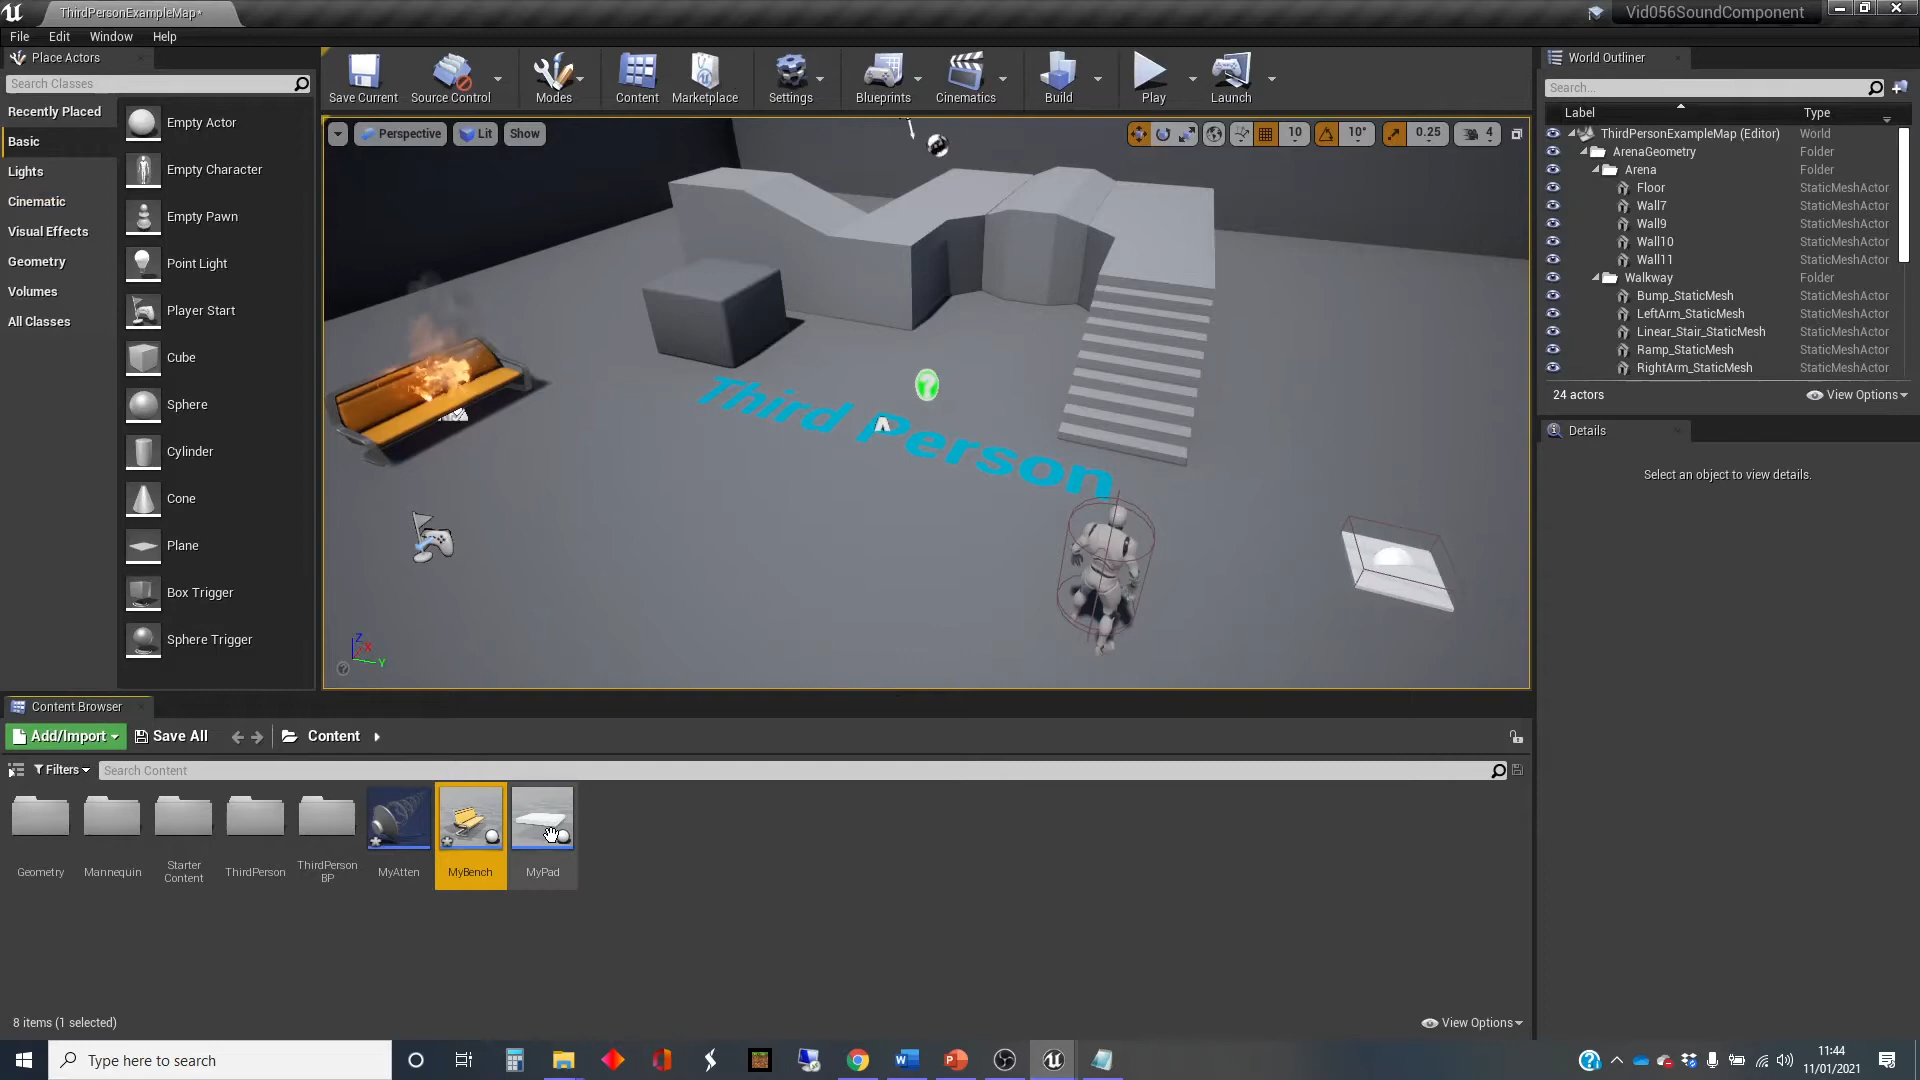 ThirdPersonExampleMap*
Vid056SoundComponent
File Edit Window Help
Place Actors
Search Classes
Recently Placed
Basic
Lights
Cinematic
Visual Effects
Geometry
Volumes
All Classes
Empty Actor
Empty Character
Empty Pawn
Point Light
Player Start
Cube
Sphere
Cylinder
Cone
Plane
Box Trigger
Sphere Trigger
Save Current
Source Control
Modes
Content
Marketplace
Settings
Blueprints
Cinematics
Build
Play
Launch
Perspective
Lit
Show
10
10°
0.25
4
Third Person
Z
X
Y
World Outliner
Search...
Label Type
ThirdPersonExampleMap (Editor) World
ArenaGeometry Folder
Arena Folder
Floor StaticMeshActor
Wall7 StaticMeshActor
Wall9 StaticMeshActor
Wall10 StaticMeshActor
Wall11 StaticMeshActor
Walkway Folder
Bump_StaticMesh StaticMeshActor
LeftArm_StaticMesh StaticMeshActor
Linear_Stair_StaticMesh StaticMeshActor
Ramp_StaticMesh StaticMeshActor
RightArm_StaticMesh StaticMeshActor
24 actors
View Options
Details
Select an object to view details.
Content Browser
Add/Import
Save All
Content
Filters
Search Content
Geometry
Mannequin
Starter
Content
ThirdPerson
ThirdPerson
BP
MyAtten
MyBench
MyPad
8 items (1 selected)
View Options
Type here to search
11:44
11/01/2021